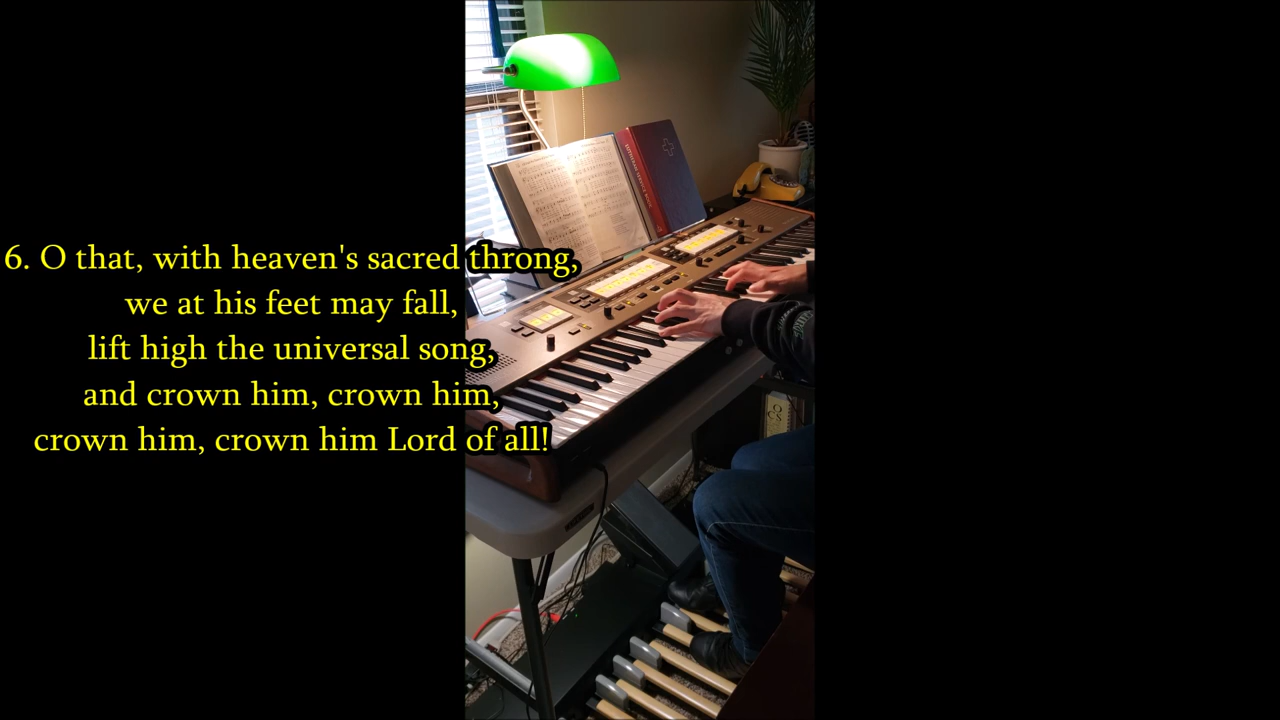 6. O that, with heaven's sacred throng,
we at his feet may fall,
lift high the universal song,
and crown him, crown him,
crown him, crown him Lord of all!